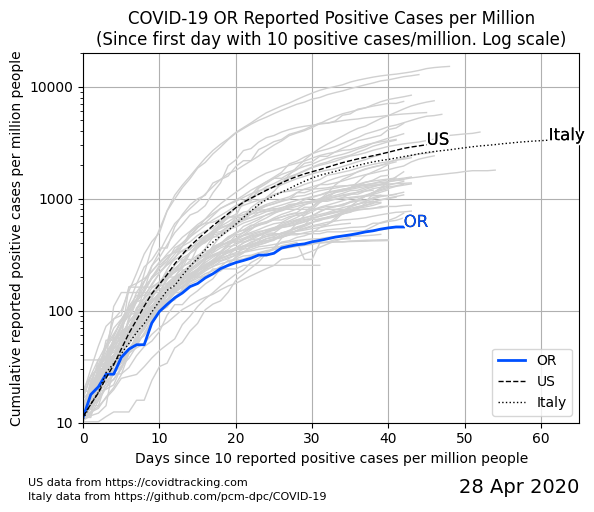 COVID-19 OR Reported Positive Cases per Million
(Since first day with 10 positive cases/million. Log scale)
Cumulative reported positive cases per million people
10000
1000
100
10
US
Italy
OR
OR
US
Italy
0 10 20 30 40 50 60
Days since 10 reported positive cases per million people
US data from https://covidtracking.com
Italy data from https://github.com/pcm-dpc/COVID-19
28 Apr 2020